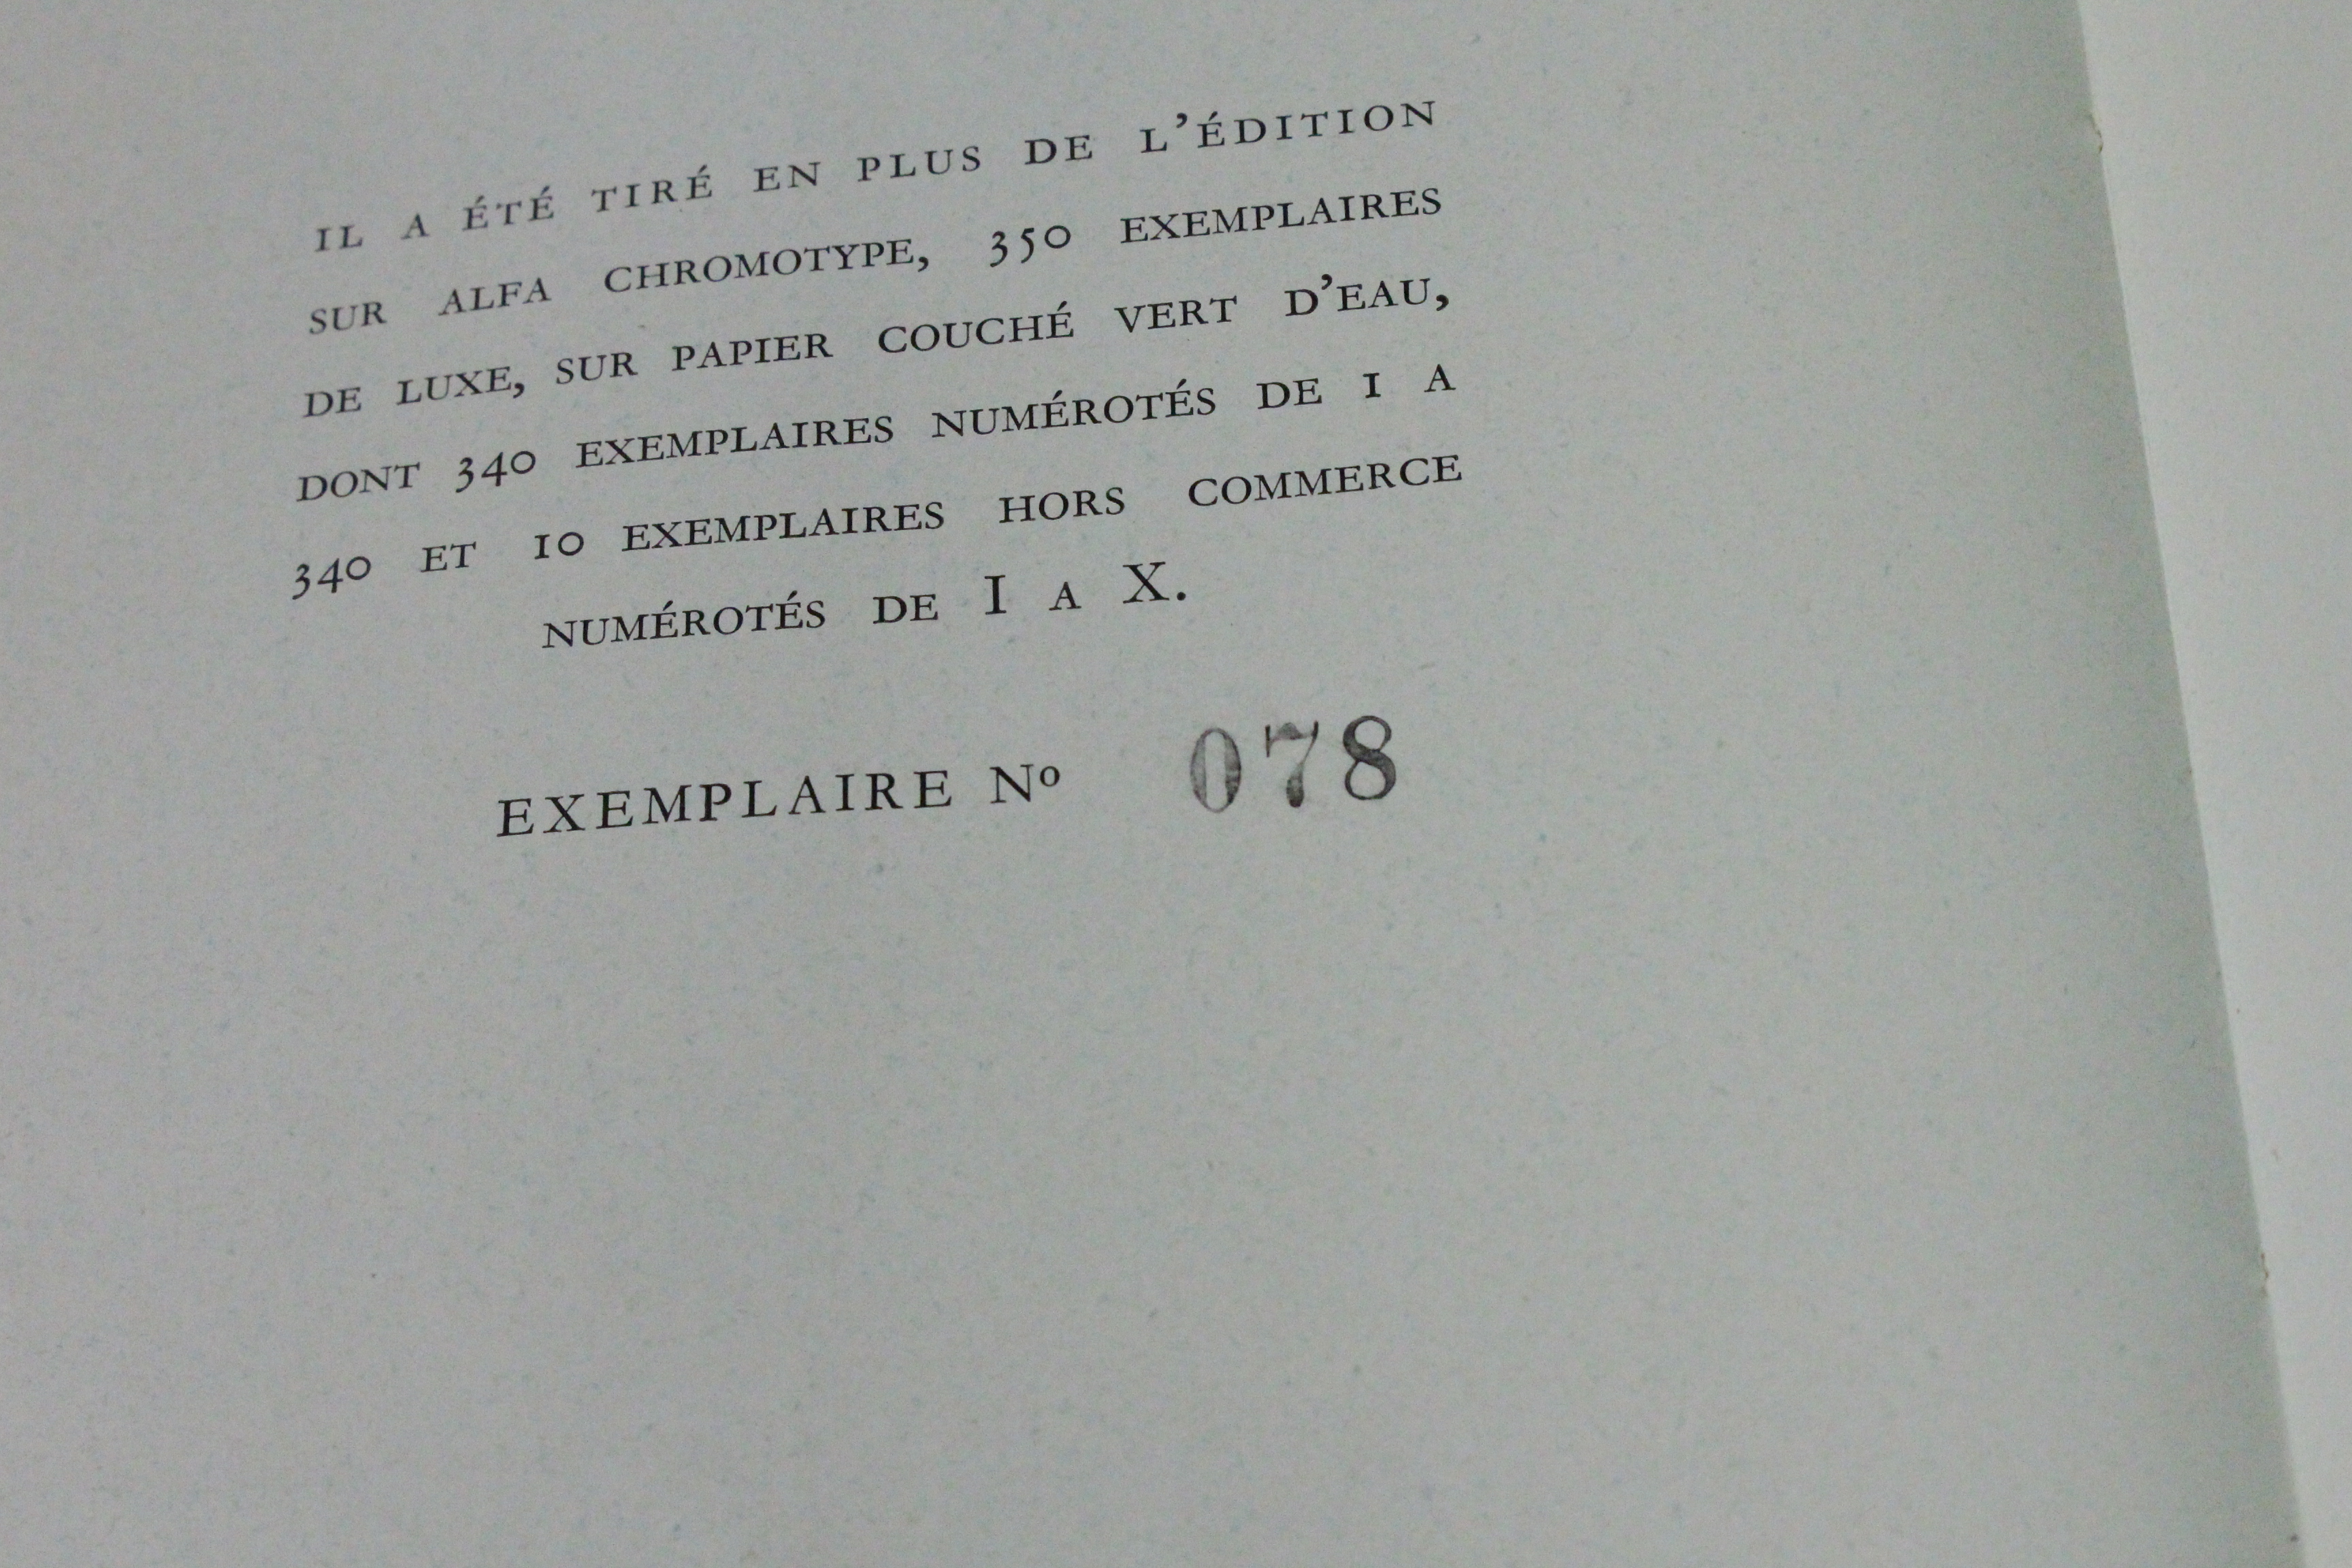 IL A ÉTÉ TIRÉ EN PLUS DE L'ÉDITION
SUR ALFA CHROMOTYPE, 350 EXEMPLAIRES
DE LUXE, SUR PAPIER COUCHÉ VERT D'EAU,
DONT 340 EXEMPLAIRES NUMÉROTÉS DE 1 A
340 ET 10 EXEMPLAIRES HORS COMMERCE
NUMÉROTÉS DE I A X.
EXEMPLAIRE Nº 078